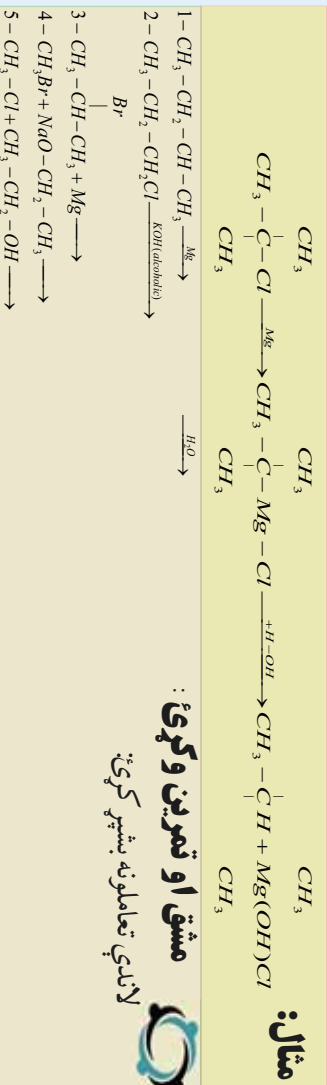 مثال:
CH₃ CH₃ CH₃
CH₃ – C – Cl —Mg→ CH₃ – C – Mg – Cl —+H–OH→ CH₃ – C H + Mg(OH)Cl
CH₃ CH₃ CH₃
مشق او تمرین وکړئ:
لاندې تعاملونه بشپړ کړئ:
1– CH₃ – CH₂ – CH – CH₃ —Mg→ —H₂O→
2– CH₃ – CH₂ – CH₂Cl —KOH(alcoholic)→
Br
3 – CH₃ – CH – CH₃ + Mg →
4 – CH₃Br + NaO – CH₂ – CH₃ →
5 – CH₃ – Cl + CH₃ – CH₂ – OH →